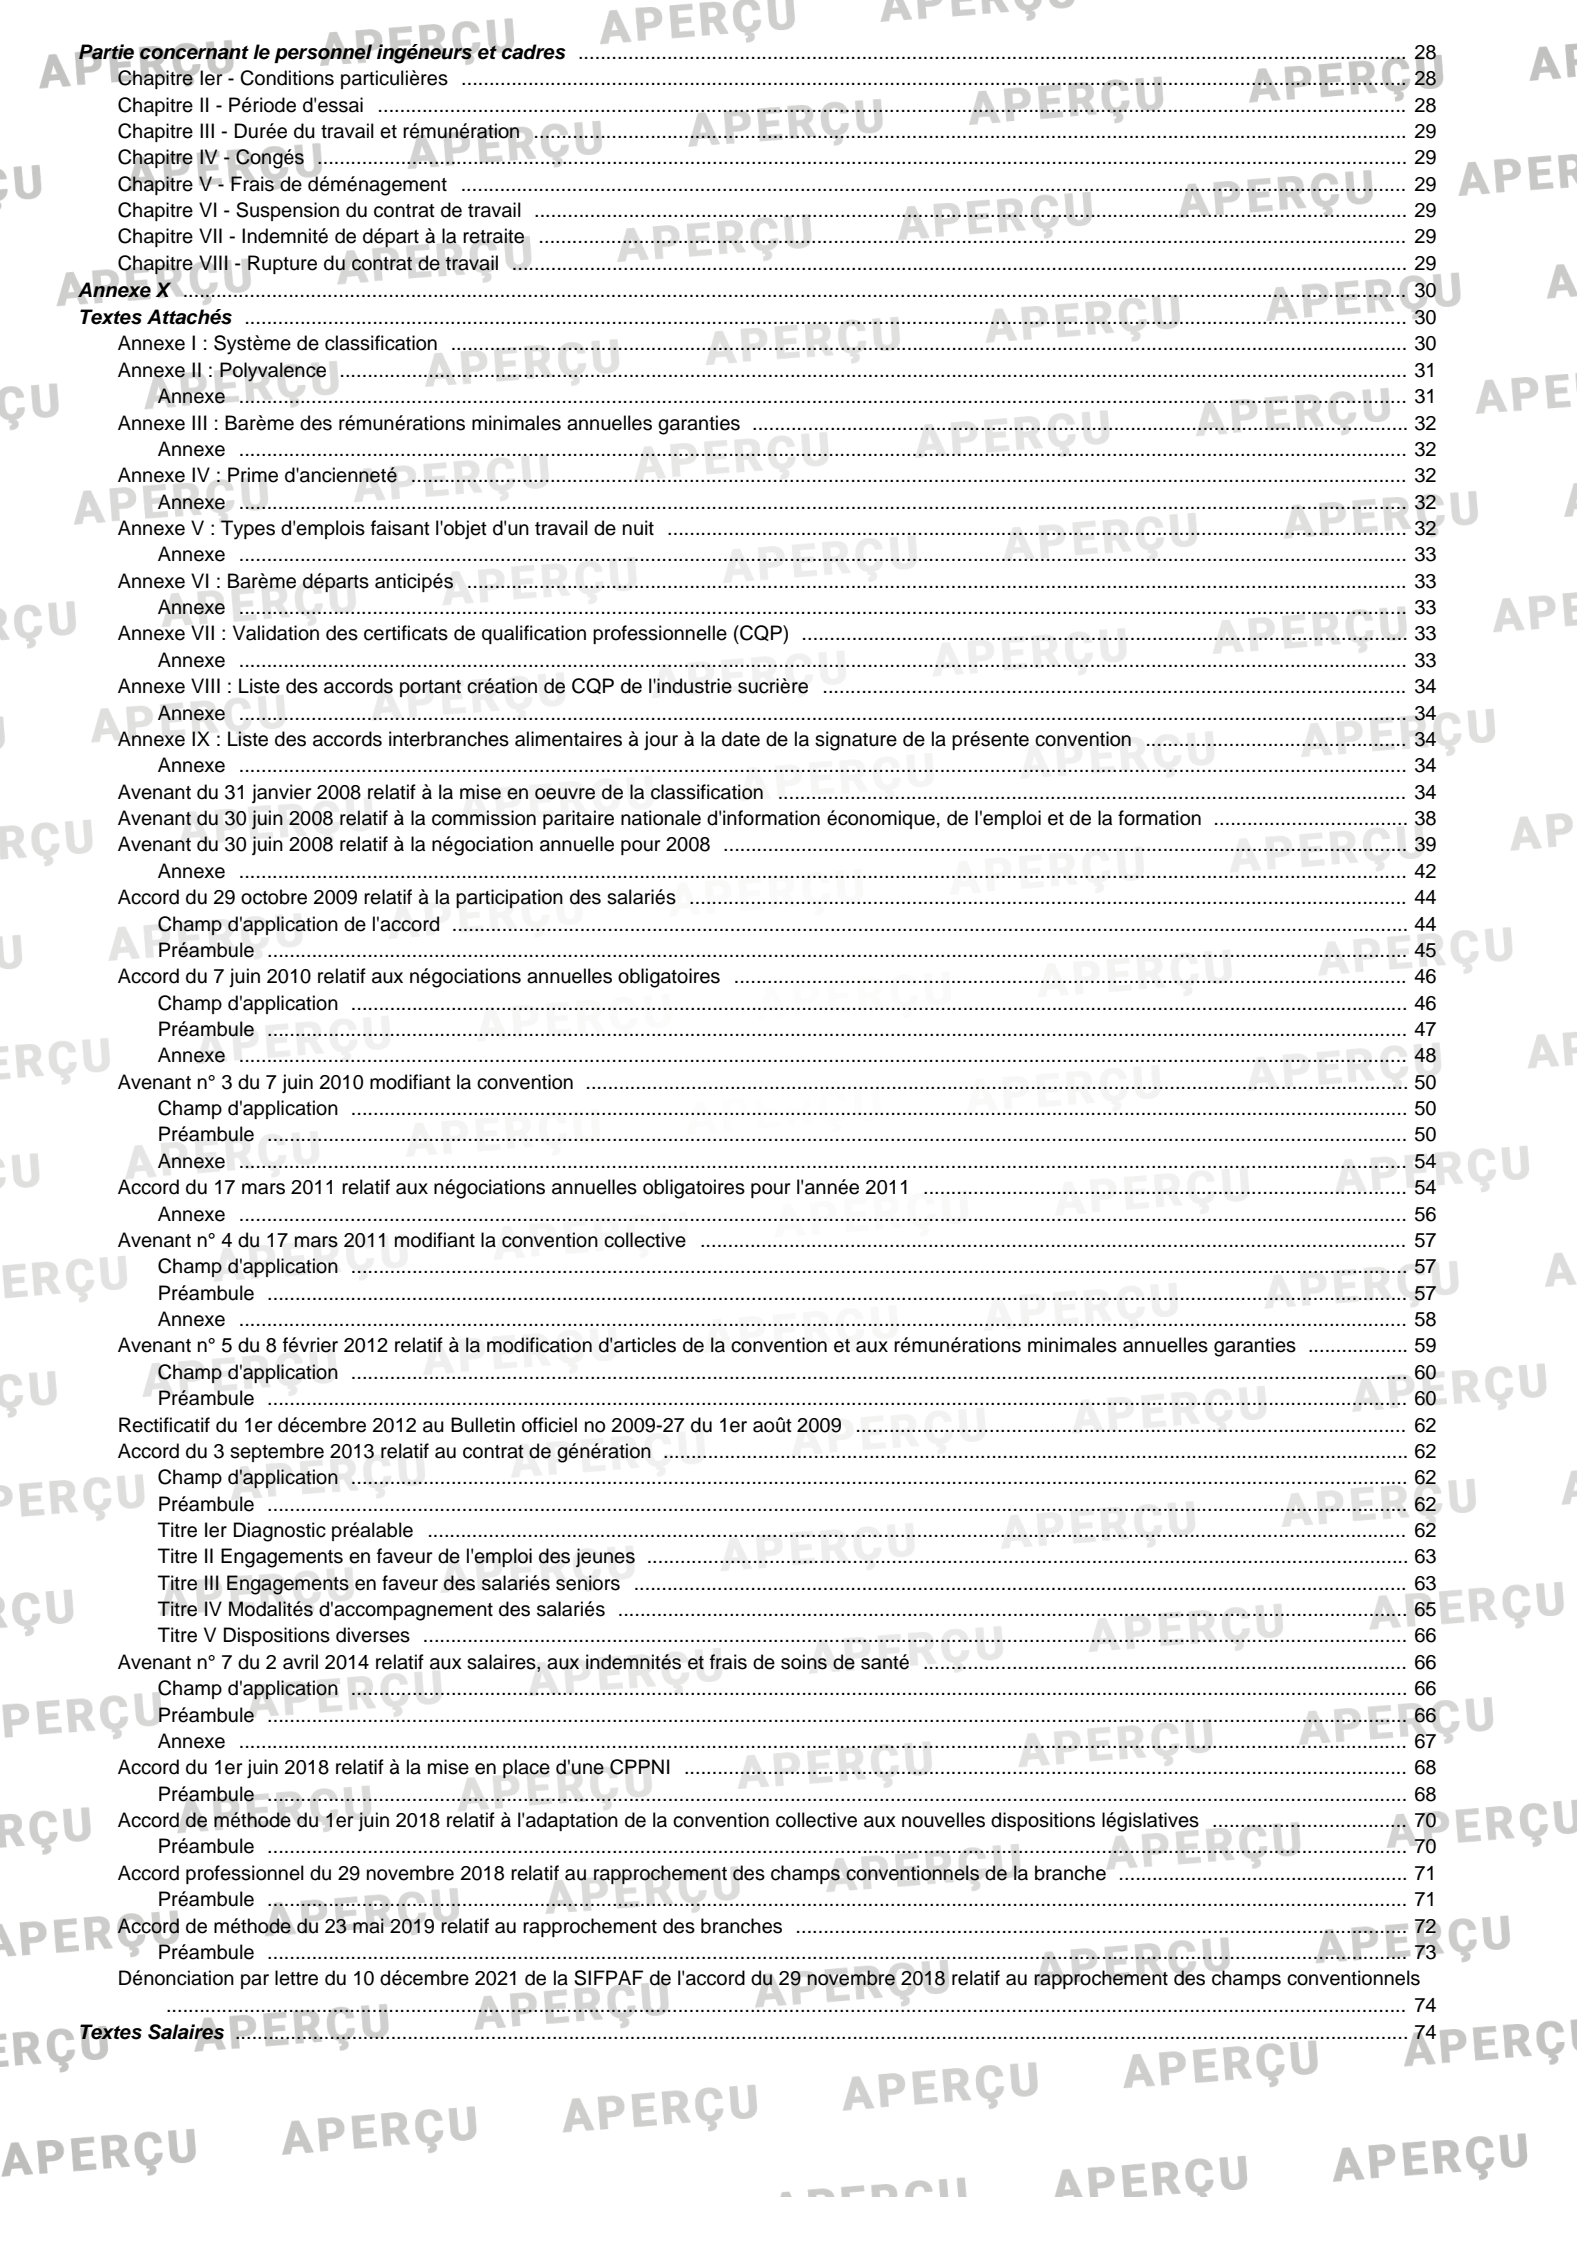 Partie concernant le personnel ingéneurs et cadres 28
Chapitre Ier - Conditions particulières 28
Chapitre II - Période d'essai 28
Chapitre III - Durée du travail et rémunération 29
Chapitre IV - Congés 29
Chapitre V - Frais de déménagement 29
Chapitre VI - Suspension du contrat de travail 29
Chapitre VII - Indemnité de départ à la retraite 29
Chapitre VIII - Rupture du contrat de travail 29
Annexe X 30
Textes Attachés 30
Annexe I : Système de classification 30
Annexe II : Polyvalence 31
Annexe 31
Annexe III : Barème des rémunérations minimales annuelles garanties 32
Annexe 32
Annexe IV : Prime d'ancienneté 32
Annexe 32
Annexe V : Types d'emplois faisant l'objet d'un travail de nuit 32
Annexe 33
Annexe VI : Barème départs anticipés 33
Annexe 33
Annexe VII : Validation des certificats de qualification professionnelle (CQP) 33
Annexe 33
Annexe VIII : Liste des accords portant création de CQP de l'industrie sucrière 34
Annexe 34
Annexe IX : Liste des accords interbranches alimentaires à jour à la date de la signature de la présente convention 34
Annexe 34
Avenant du 31 janvier 2008 relatif à la mise en oeuvre de la classification 34
Avenant du 30 juin 2008 relatif à la commission paritaire nationale d'information économique, de l'emploi et de la formation 38
Avenant du 30 juin 2008 relatif à la négociation annuelle pour 2008 39
Annexe 42
Accord du 29 octobre 2009 relatif à la participation des salariés 44
Champ d'application de l'accord 44
Préambule 45
Accord du 7 juin 2010 relatif aux négociations annuelles obligatoires 46
Champ d'application 46
Préambule 47
Annexe 48
Avenant n° 3 du 7 juin 2010 modifiant la convention 50
Champ d'application 50
Préambule 50
Annexe 54
Accord du 17 mars 2011 relatif aux négociations annuelles obligatoires pour l'année 2011 54
Annexe 56
Avenant n° 4 du 17 mars 2011 modifiant la convention collective 57
Champ d'application 57
Préambule 57
Annexe 58
Avenant n° 5 du 8 février 2012 relatif à la modification d'articles de la convention et aux rémunérations minimales annuelles garanties 59
Champ d'application 60
Préambule 60
Rectificatif du 1er décembre 2012 au Bulletin officiel no 2009-27 du 1er août 2009 62
Accord du 3 septembre 2013 relatif au contrat de génération 62
Champ d'application 62
Préambule 62
Titre Ier Diagnostic préalable 62
Titre II Engagements en faveur de l'emploi des jeunes 63
Titre III Engagements en faveur des salariés seniors 63
Titre IV Modalités d'accompagnement des salariés 65
Titre V Dispositions diverses 66
Avenant n° 7 du 2 avril 2014 relatif aux salaires, aux indemnités et frais de soins de santé 66
Champ d'application 66
Préambule 66
Annexe 67
Accord du 1er juin 2018 relatif à la mise en place d'une CPPNI 68
Préambule 68
Accord de méthode du 1er juin 2018 relatif à l'adaptation de la convention collective aux nouvelles dispositions législatives 70
Préambule 70
Accord professionnel du 29 novembre 2018 relatif au rapprochement des champs conventionnels de la branche 71
Préambule 71
Accord de méthode du 23 mai 2019 relatif au rapprochement des branches 72
Préambule 73
Dénonciation par lettre du 10 décembre 2021 de la SIFPAF de l'accord du 29 novembre 2018 relatif au rapprochement des champs conventionnels
74
Textes Salaires 74
APERÇU